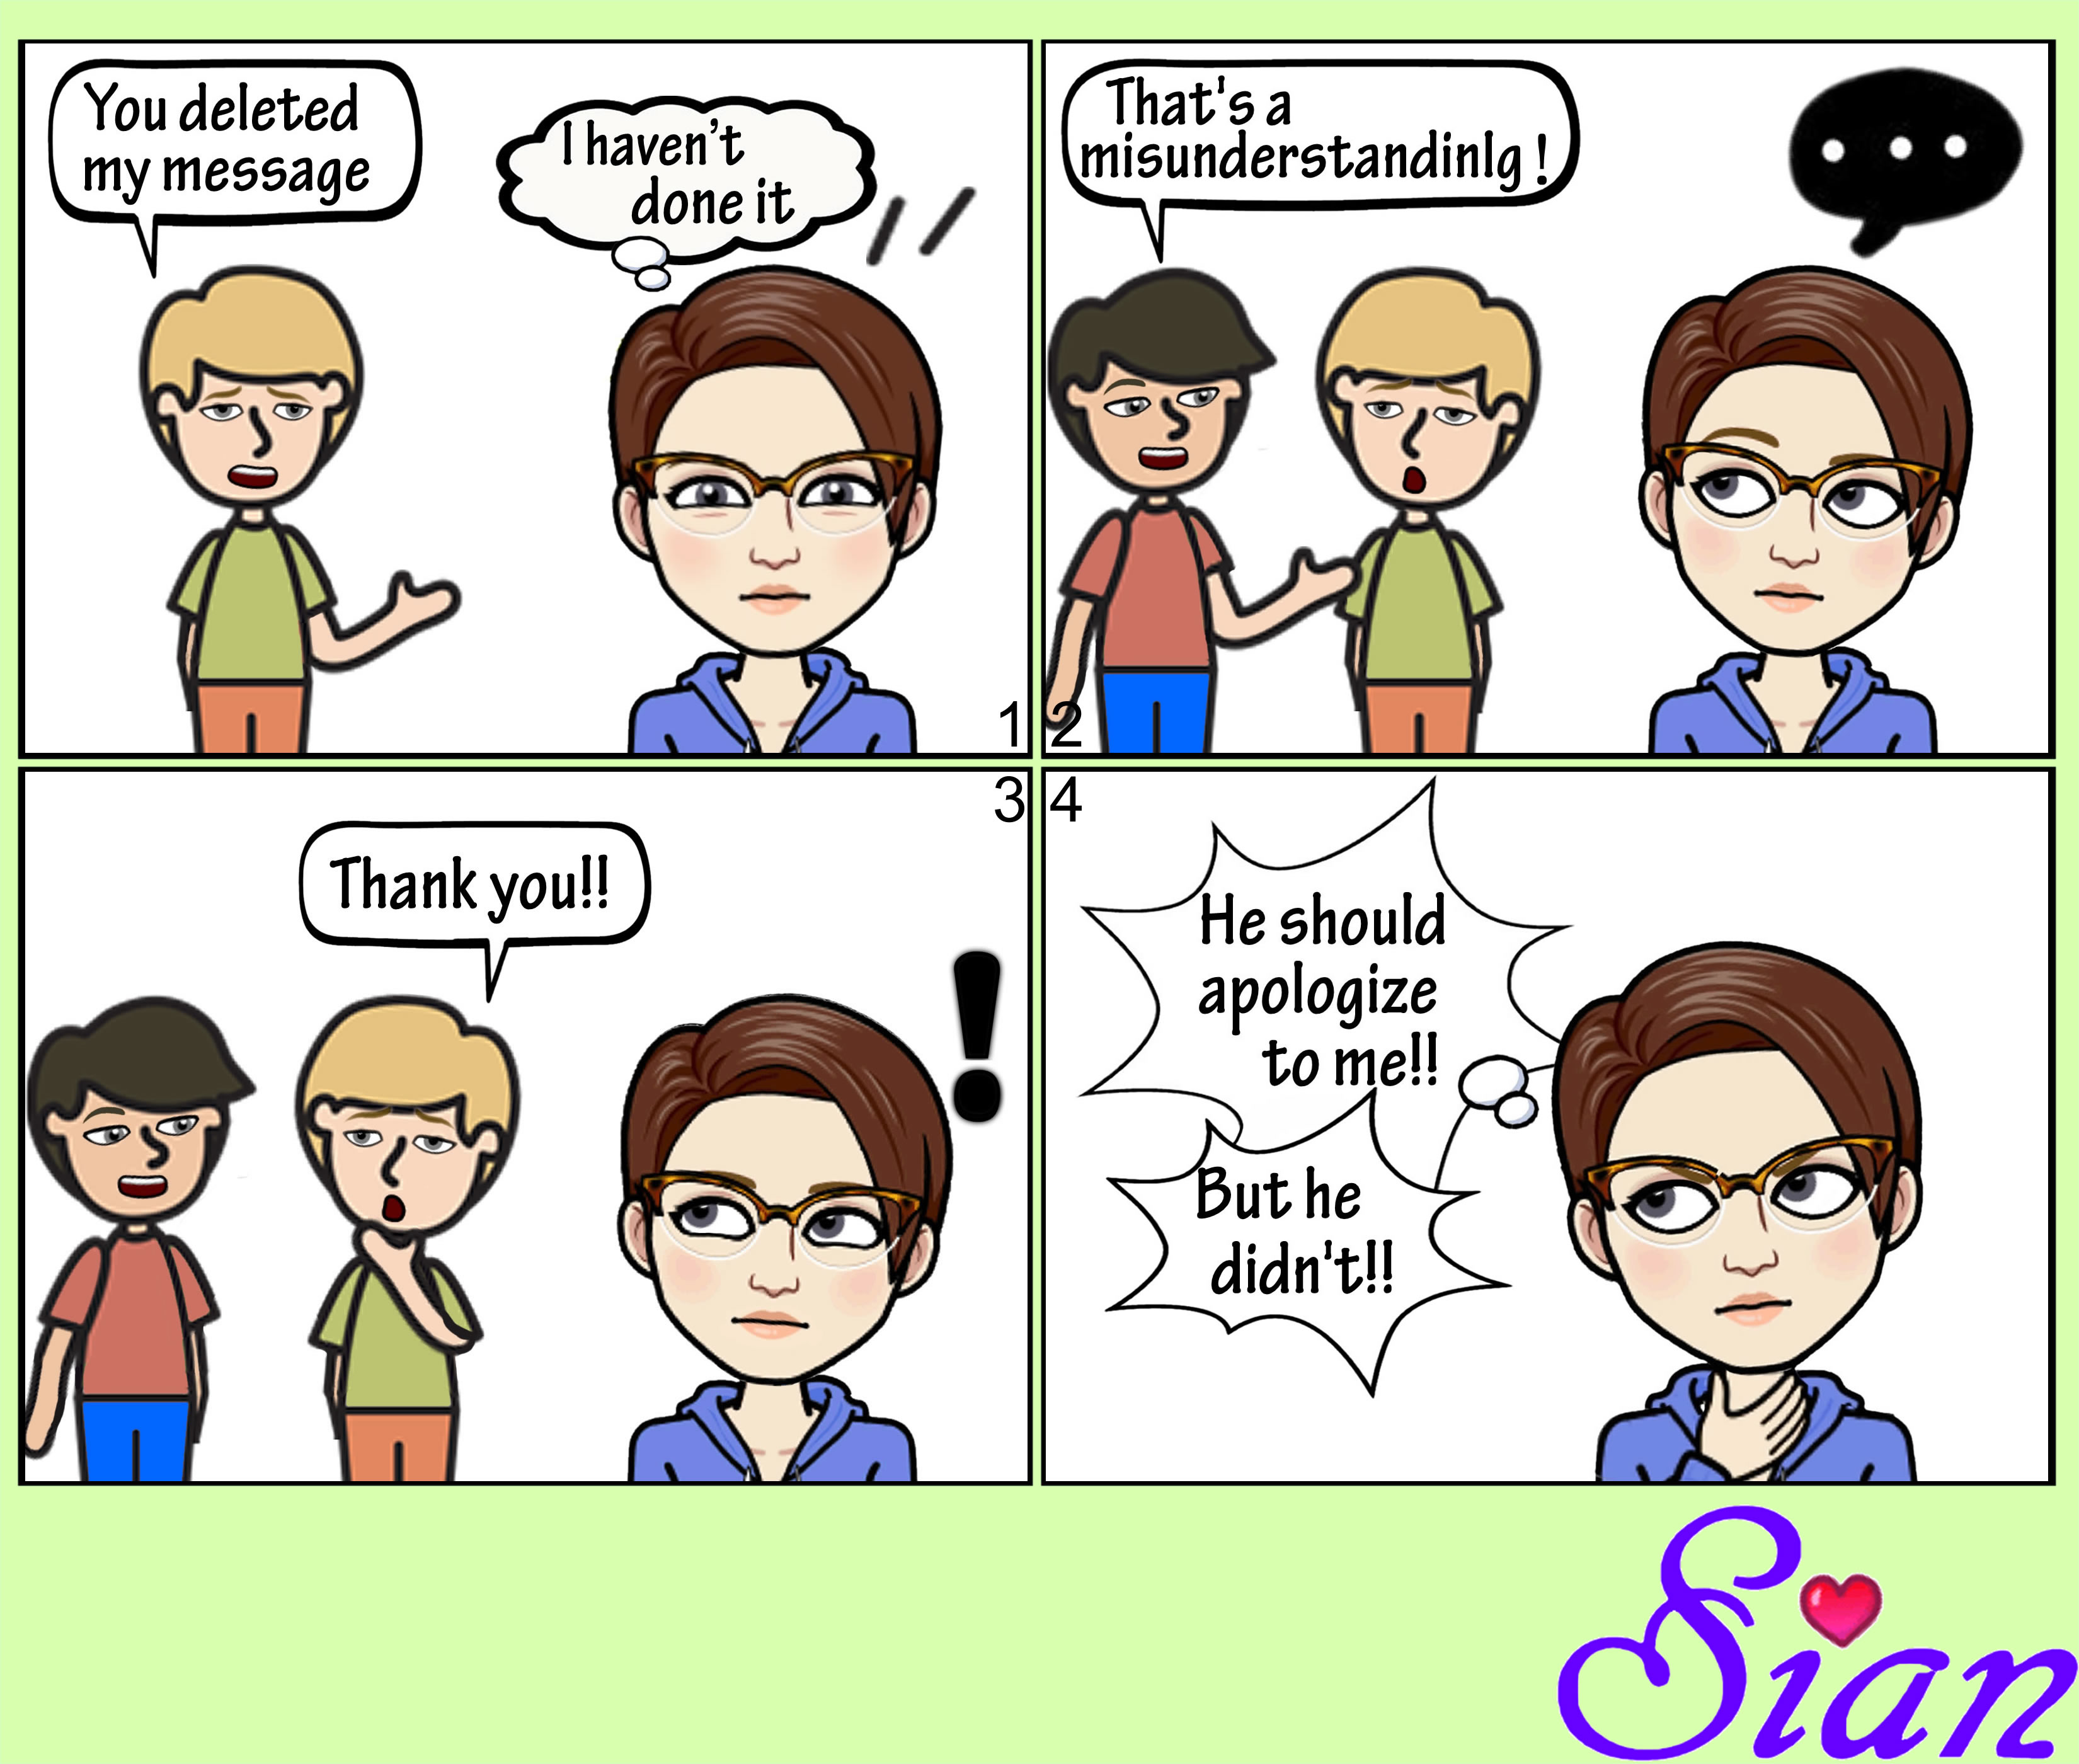 You deleted
my message
I haven't
done it
1
That's a
misunderstandinlg !
2
3
Thank you!!
4
He should
apologize
to me!!
But he
didn't!!
Sian